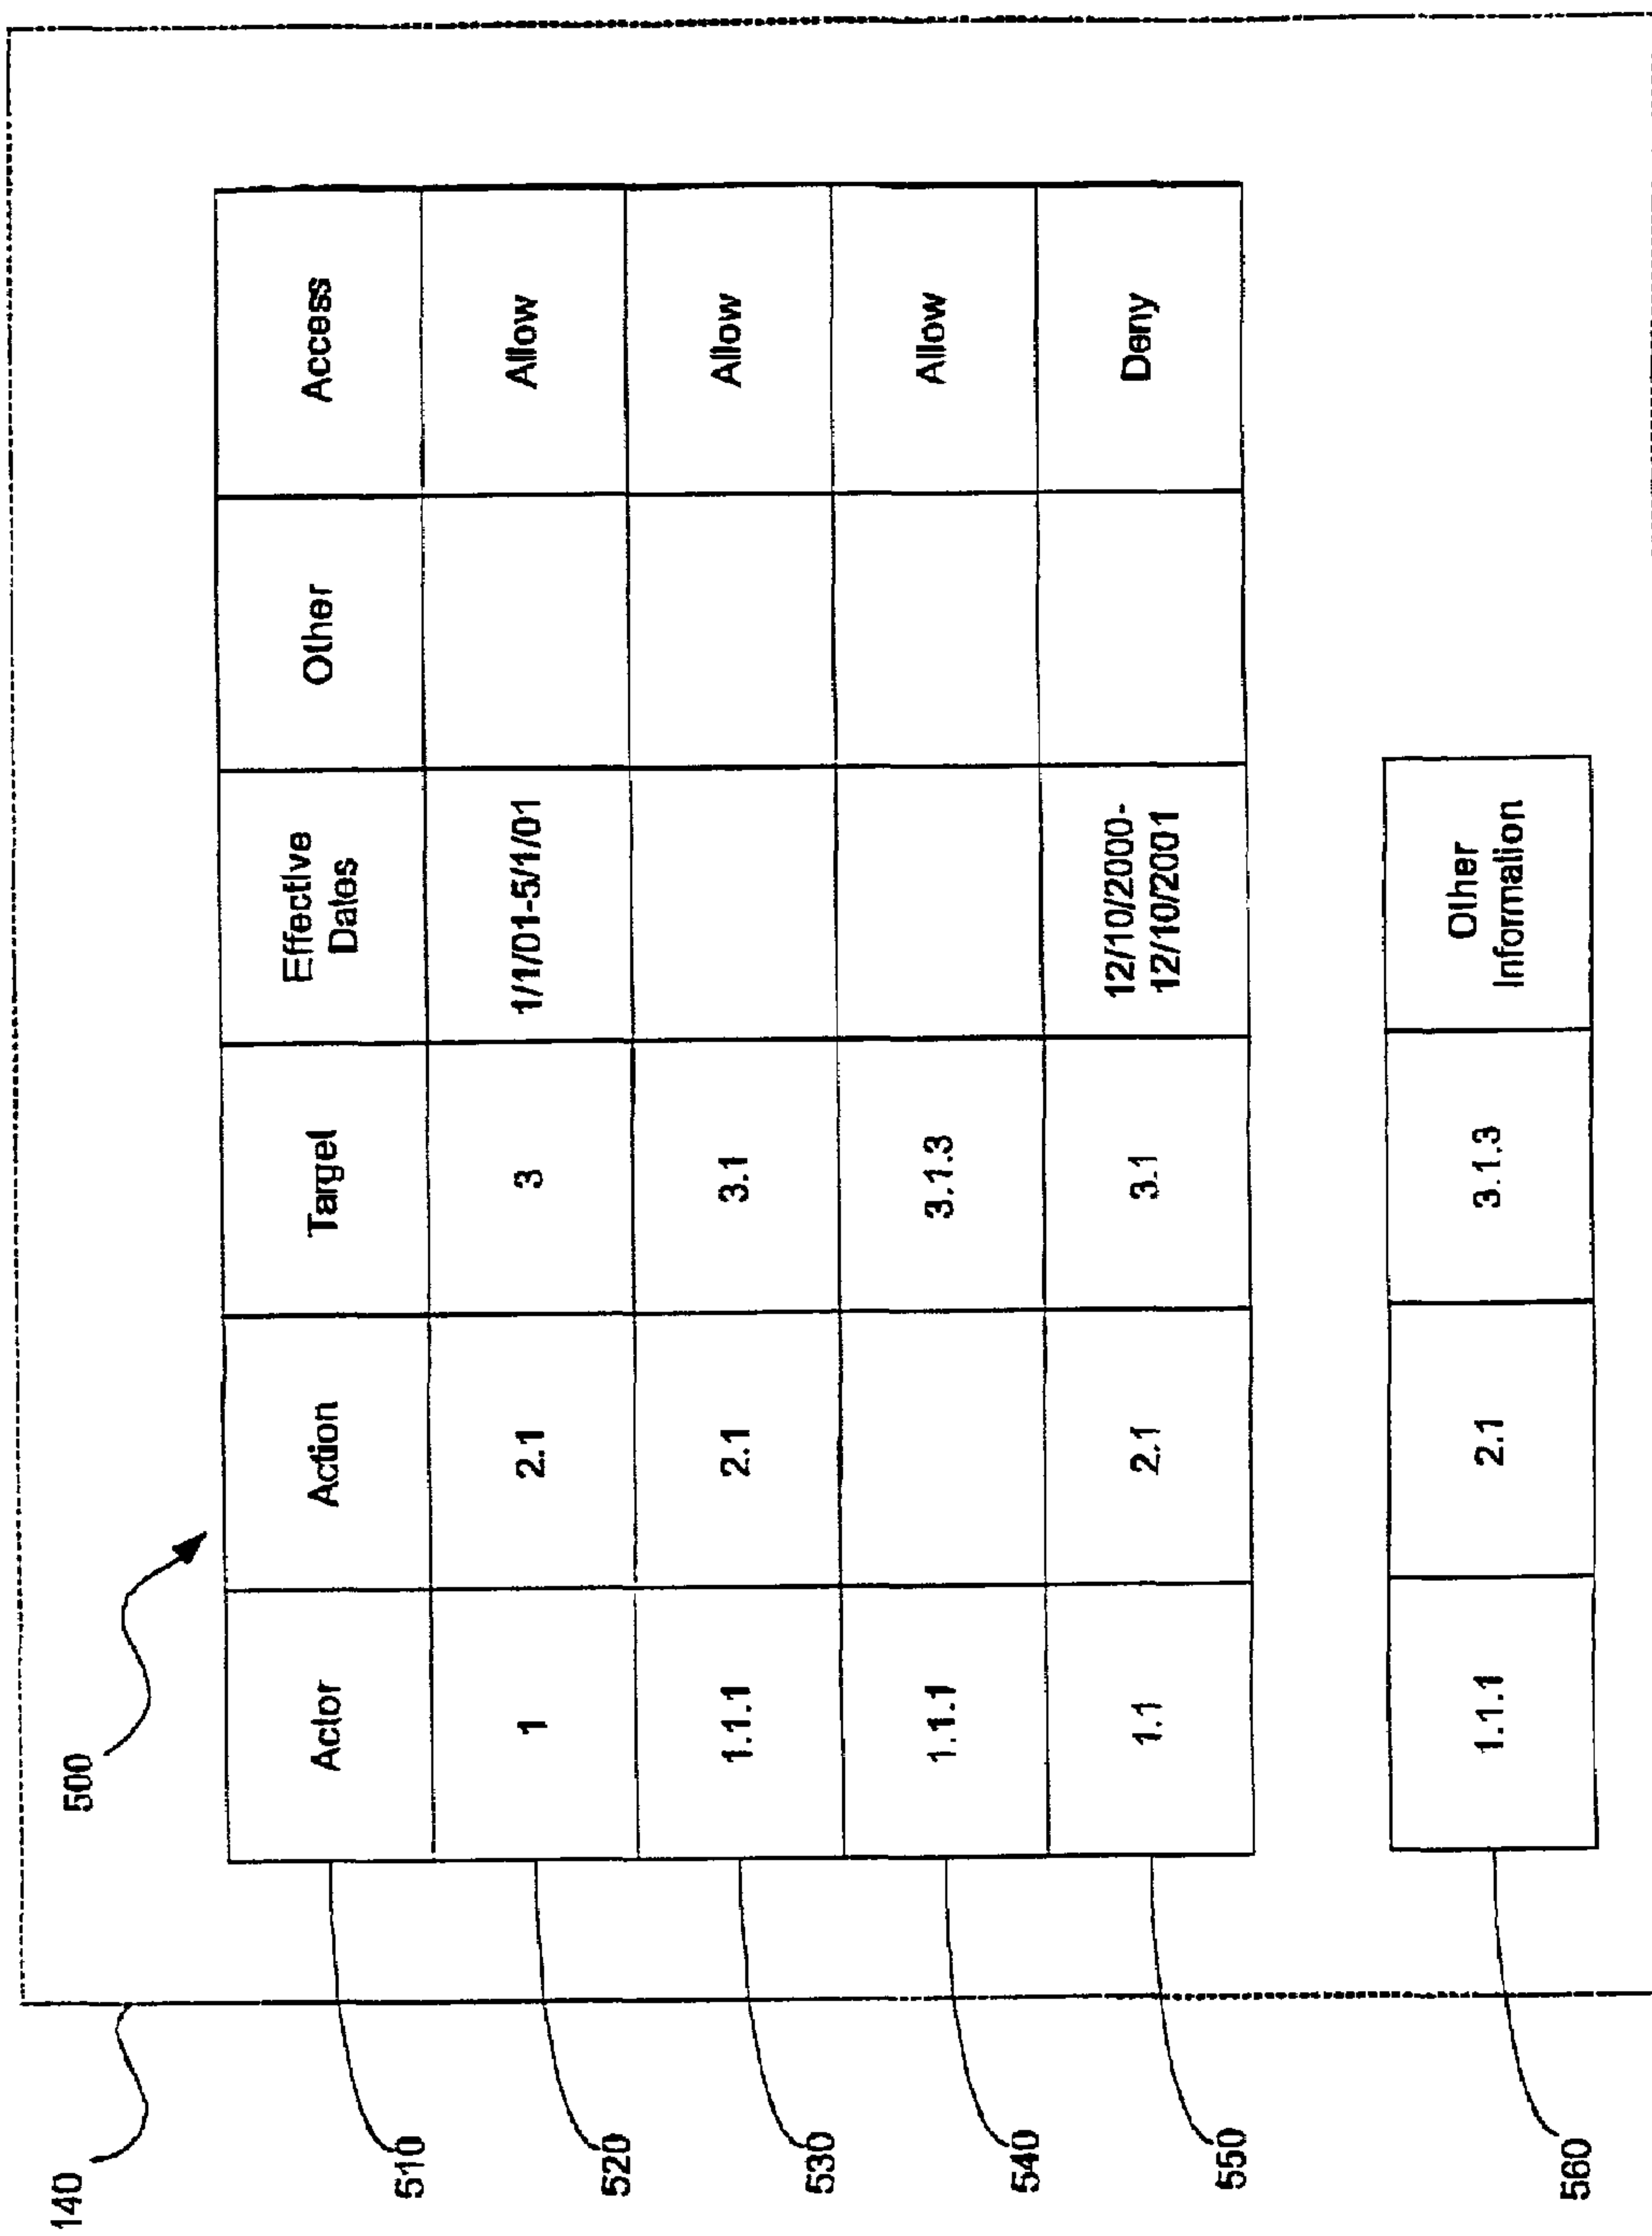 140
500
510
Actor Action Target Effective Dates Other Access
520
1 2.1 3 1/1/01-5/1/01 Allow
530
1.1.1 2.1 3.1 Allow
540
1.1.1 3.1.3 Allow
550
1.1 2.1 3.1 12/10/2000-12/10/2001 Deny
560
1.1.1 2.1 3.1.3 Other Information